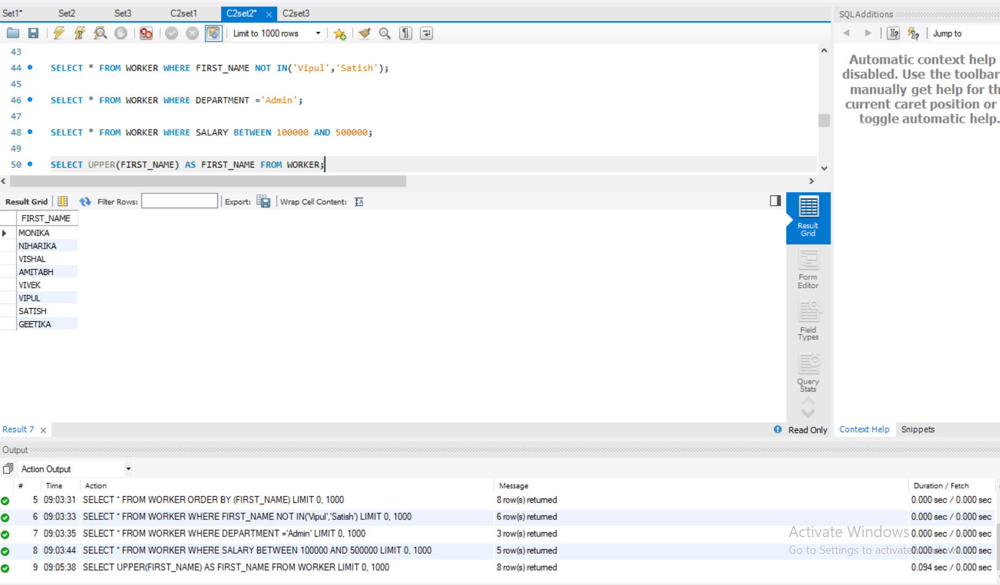 Set1* Set2 Set3 C2set1 C2set2* C2set3
SQLAdditions
Limit to 1000 rows
Jump to
43
44 SELECT * FROM WORKER WHERE FIRST_NAME NOT IN('Vipul','Satish');
45
46 SELECT * FROM WORKER WHERE DEPARTMENT ='Admin';
47
48 SELECT * FROM WORKER WHERE SALARY BETWEEN 100000 AND 500000;
49
50 SELECT UPPER(FIRST_NAME) AS FIRST_NAME FROM WORKER;
Automatic context help
disabled. Use the toolbar
manually get help for th
current caret position or
toggle automatic help.
Result Grid Filter Rows: Export: Wrap Cell Content:
FIRST_NAME
MONIKA
NIHARIKA
VISHAL
AMITABH
VIVEK
VIPUL
SATISH
GEETIKA
Result
Grid
Form
Editor
Field
Types
Query
Stats
Result 7
Read Only
Context Help Snippets
Output
Action Output
# Time Action Message Duration / Fetch
5 09:03:31 SELECT * FROM WORKER ORDER BY (FIRST_NAME) LIMIT 0, 1000 8 row(s) returned 0.000 sec / 0.000 sec
6 09:03:33 SELECT * FROM WORKER WHERE FIRST_NAME NOT IN('Vipul','Satish') LIMIT 0, 1000 6 row(s) returned 0.000 sec / 0.000 sec
7 09:03:35 SELECT * FROM WORKER WHERE DEPARTMENT ='Admin' LIMIT 0, 1000 3 row(s) returned 0.000 sec / 0.000 sec
8 09:03:44 SELECT * FROM WORKER WHERE SALARY BETWEEN 100000 AND 500000 LIMIT 0, 1000 5 row(s) returned 0.000 sec / 0.000 sec
9 09:05:38 SELECT UPPER(FIRST_NAME) AS FIRST_NAME FROM WORKER LIMIT 0, 1000 8 row(s) returned 0.094 sec / 0.000 sec
Activate Windows
Go to Settings to activate Windows.